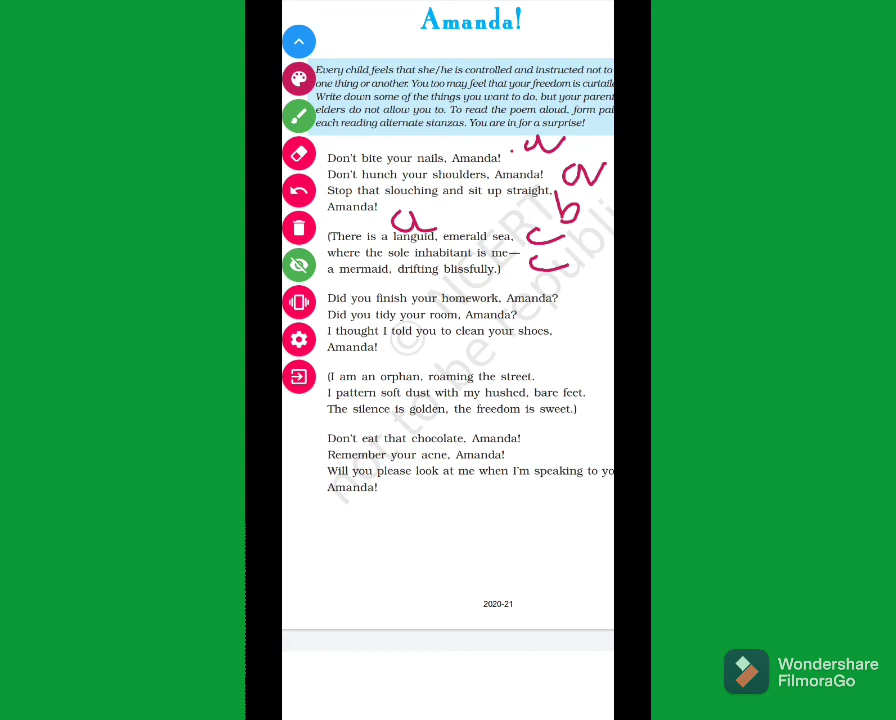 Amanda!
Every child feels that she/he is controlled and instructed not to
one thing or another. You too may feel that your freedom is
Write down some of the things you want to do, but your
elders do not allow you to. To read the poem aloud, form
each reading alternate stanzas. You are in for a surprise!
Don't bite your nails, Amanda!
a
Don't hunch your shoulders, Amanda!
a
Stop that slouching and sit up straight,
b
Amanda!
a
(There is a languid, emerald sea,
c
where the sole inhabitant is me—
a mermaid, drifting blissfully.)
c
Did you finish your homework, Amanda?
Did you tidy your room, Amanda?
I thought I told you to clean your shoes,
Amanda!
(I am an orphan, roaming the street.
I pattern soft dust with my hushed, bare feet.
The silence is golden, the freedom is sweet.)
Don't eat that chocolate, Amanda!
Remember your acne, Amanda!
Will you please look at me when I'm speaking to
Amanda!
© NCERT
not to be republi
2020-21
Wondershare
FilmoraGo